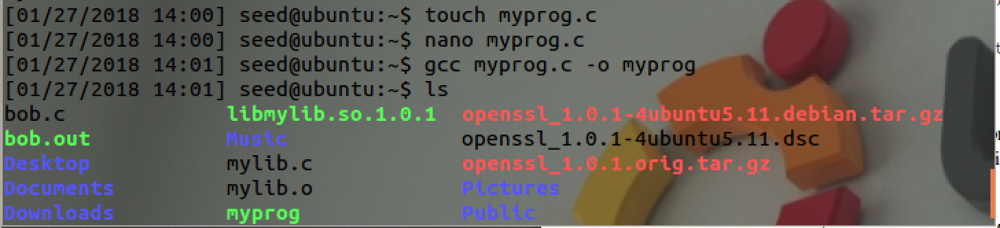 [01/27/2018 14:00] seed@ubuntu:~$ touch myprog.c
[01/27/2018 14:00] seed@ubuntu:~$ nano myprog.c
[01/27/2018 14:01] seed@ubuntu:~$ gcc myprog.c -o myprog
[01/27/2018 14:01] seed@ubuntu:~$ ls
bob.c libmylib.so.1.0.1 openssl_1.0.1-4ubuntu5.11.debian.tar.gz
bob.out Music openssl_1.0.1-4ubuntu5.11.dsc
Desktop mylib.c openssl_1.0.1.orig.tar.gz
Documents mylib.o Pictures
Downloads myprog Public